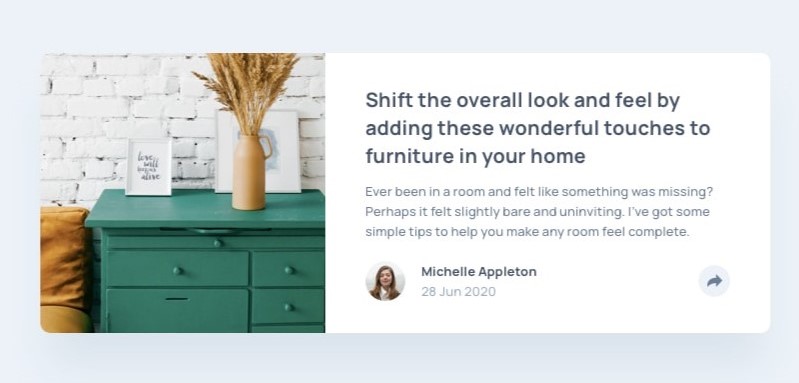 love
will
keep us
alive
Shift the overall look and feel by
adding these wonderful touches to
furniture in your home
Ever been in a room and felt like something was missing?
Perhaps it felt slightly bare and uninviting. I've got some
simple tips to help you make any room feel complete.
Michelle Appleton
28 Jun 2020